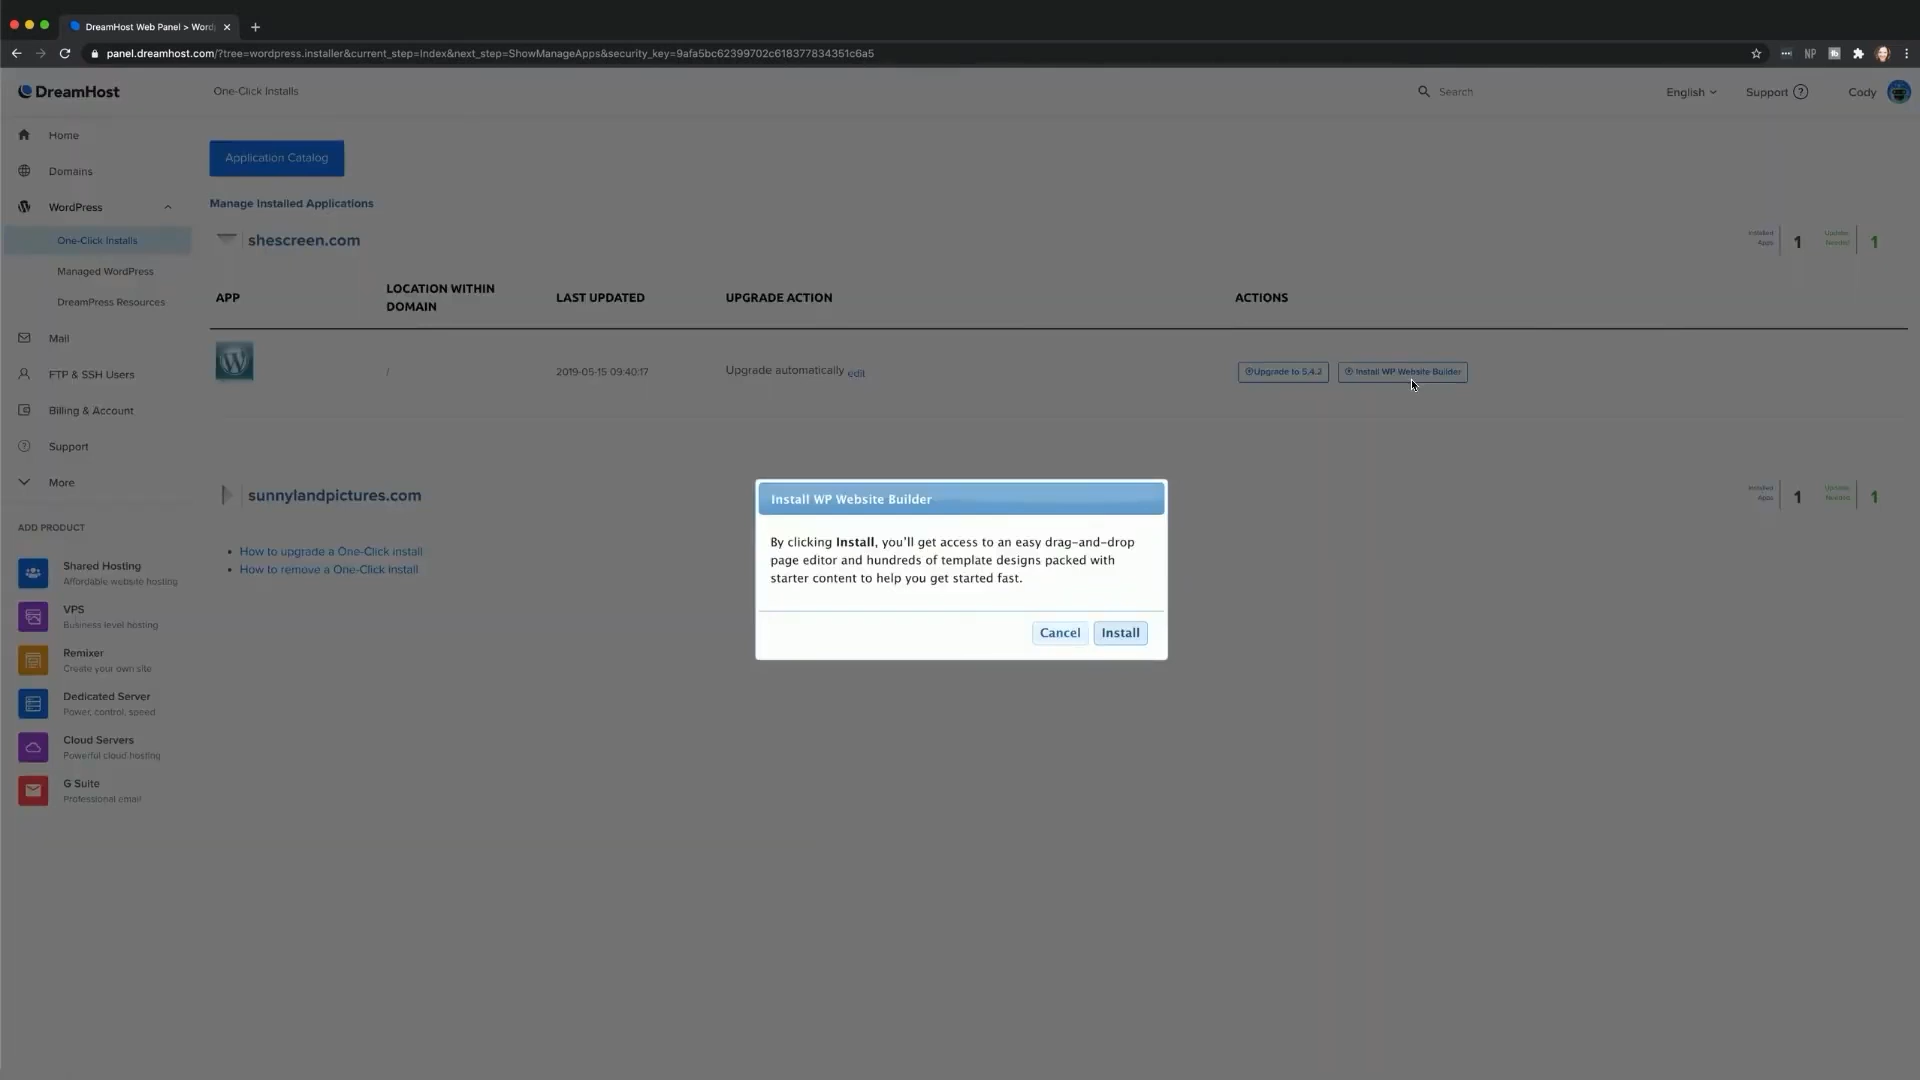 DreamHost Web Panel > Word
panel.dreamhost.com/?tree=wordpress.installer&current_step=Index&next_step=ShowManageApps&security_key=9afa5bc62399702c618377834351c6a5
NP
DreamHost
One-Click Installs
Search
English
Support
Cody
Home
Domains
WordPress
One-Click Installs
Managed WordPress
DreamPress Resources
Mail
FTP & SSH Users
Billing & Account
Support
More
ADD PRODUCT
Shared Hosting
Affordable website hosting
VPS
Business level hosting
Remixer
Create your own site
Dedicated Server
Power, control, speed
Cloud Servers
Powerful cloud hosting
G Suite
Professional email
Application Catalog
Manage Installed Applications
shescreen.com
Installed Apps
1
Updates Needed
1
APP
LOCATION WITHIN
DOMAIN
LAST UPDATED
UPGRADE ACTION
ACTIONS
/
2019-05-15 09:40:17
Upgrade automatically edit
Upgrade to 5.4.2
Install WP Website Builder
sunnylandpictures.com
Installed Apps
1
Updates Needed
1
How to upgrade a One-Click install
How to remove a One-Click install
Install WP Website Builder
By clicking Install, you'll get access to an easy drag-and-drop
page editor and hundreds of template designs packed with
starter content to help you get started fast.
Cancel
Install